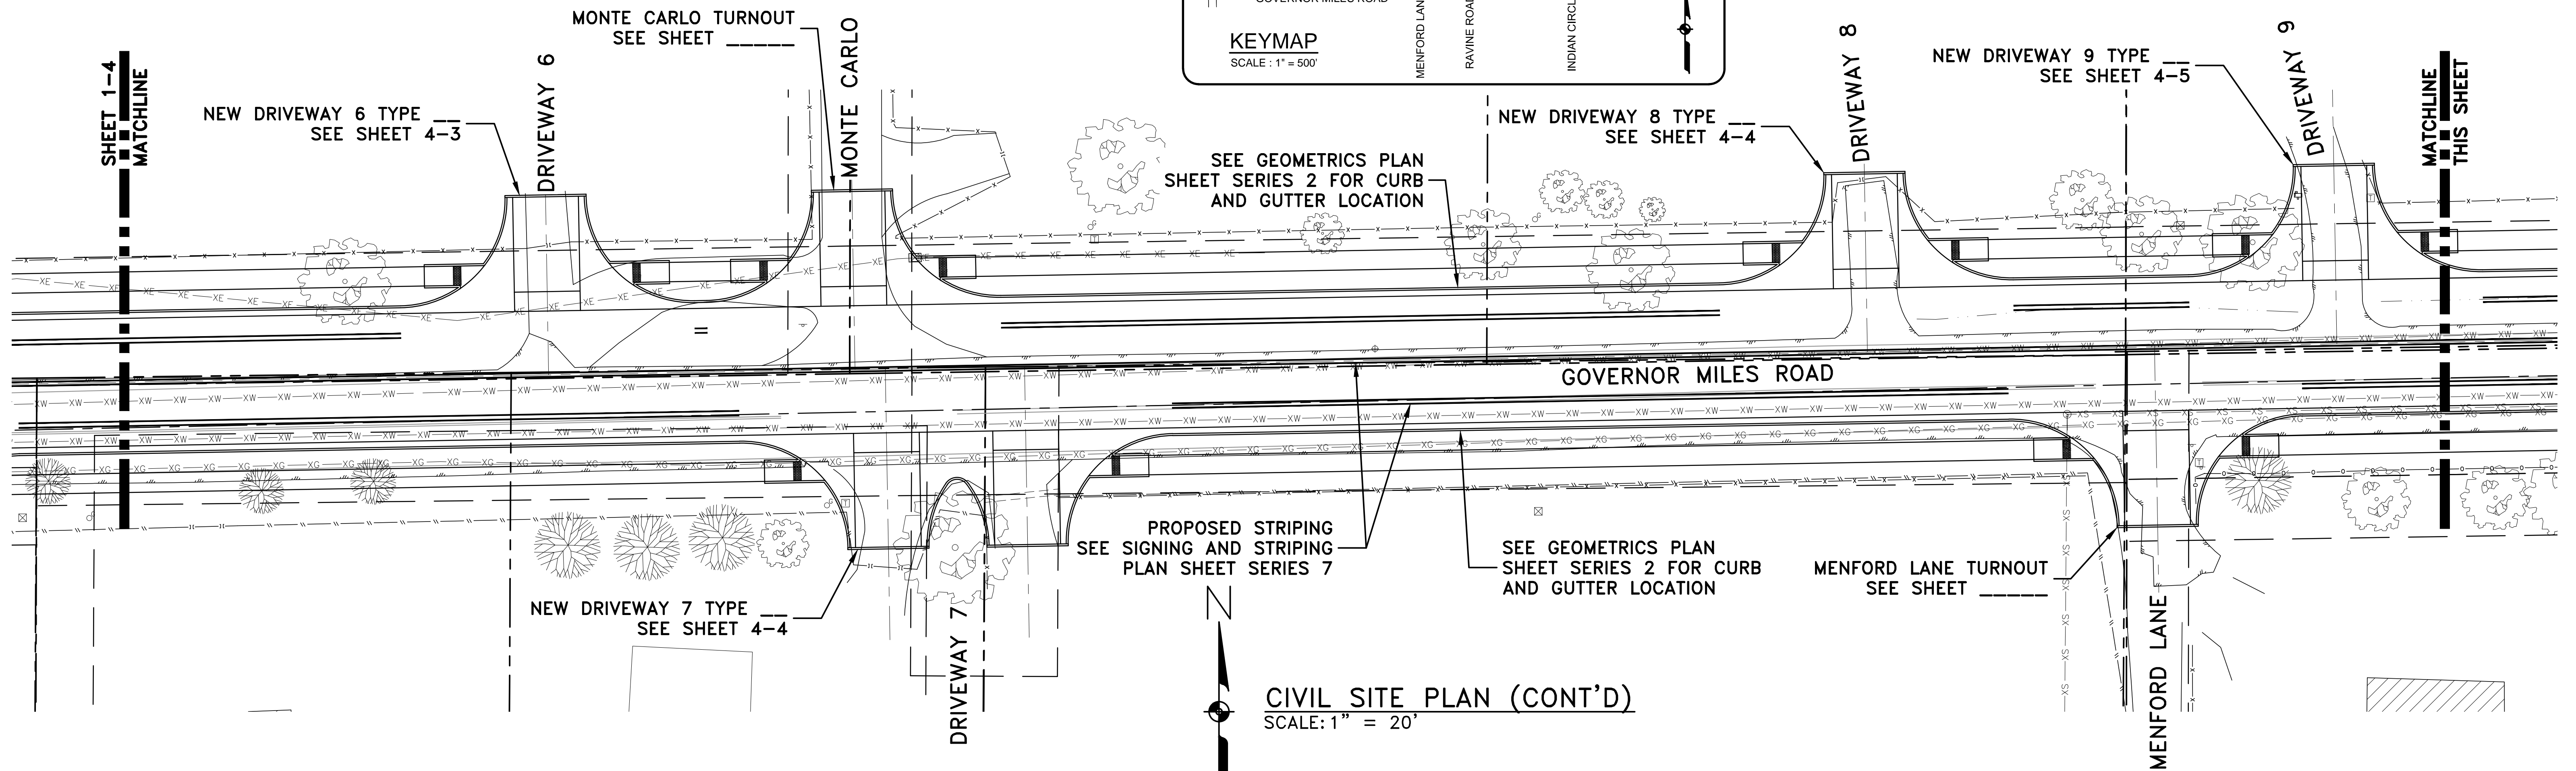 MONTE CARLO TURNOUT
SEE SHEET _____
GOVERNOR MILES ROAD
KEYMAP
SCALE : 1" = 500'
MENFORD LAN
RAVINE ROA
INDIAN CIRCL
SHEET 1-4
MATCHLINE
NEW DRIVEWAY 6 TYPE __
SEE SHEET 4-3
DRIVEWAY 6
MONTE CARLO
SEE GEOMETRICS PLAN
SHEET SERIES 2 FOR CURB
AND GUTTER LOCATION
NEW DRIVEWAY 8 TYPE __
SEE SHEET 4-4
DRIVEWAY 8
NEW DRIVEWAY 9 TYPE __
SEE SHEET 4-5
DRIVEWAY 9
MATCHLINE
THIS SHEET
GOVERNOR MILES ROAD
NEW DRIVEWAY 7 TYPE __
SEE SHEET 4-4
DRIVEWAY 7
PROPOSED STRIPING
SEE SIGNING AND STRIPING
PLAN SHEET SERIES 7
SEE GEOMETRICS PLAN
SHEET SERIES 2 FOR CURB
AND GUTTER LOCATION
MENFORD LANE TURNOUT
SEE SHEET _____
MENFORD LANE
N
CIVIL SITE PLAN (CONT'D)
SCALE: 1" = 20'